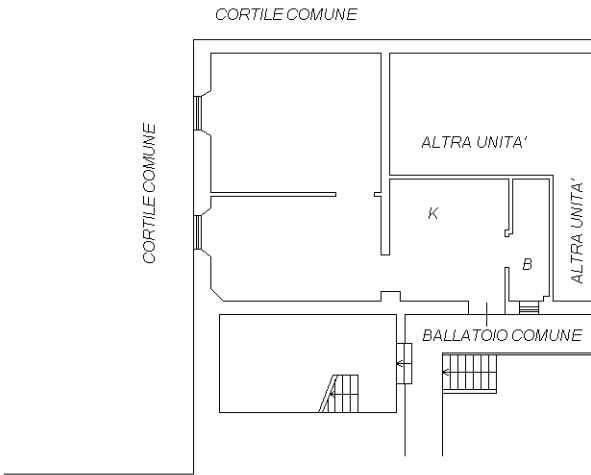 CORTILE COMUNE
CORTILE COMUNE
ALTRA UNITA'
ALTRA UNITA'
K
B
BALLATOIO COMUNE